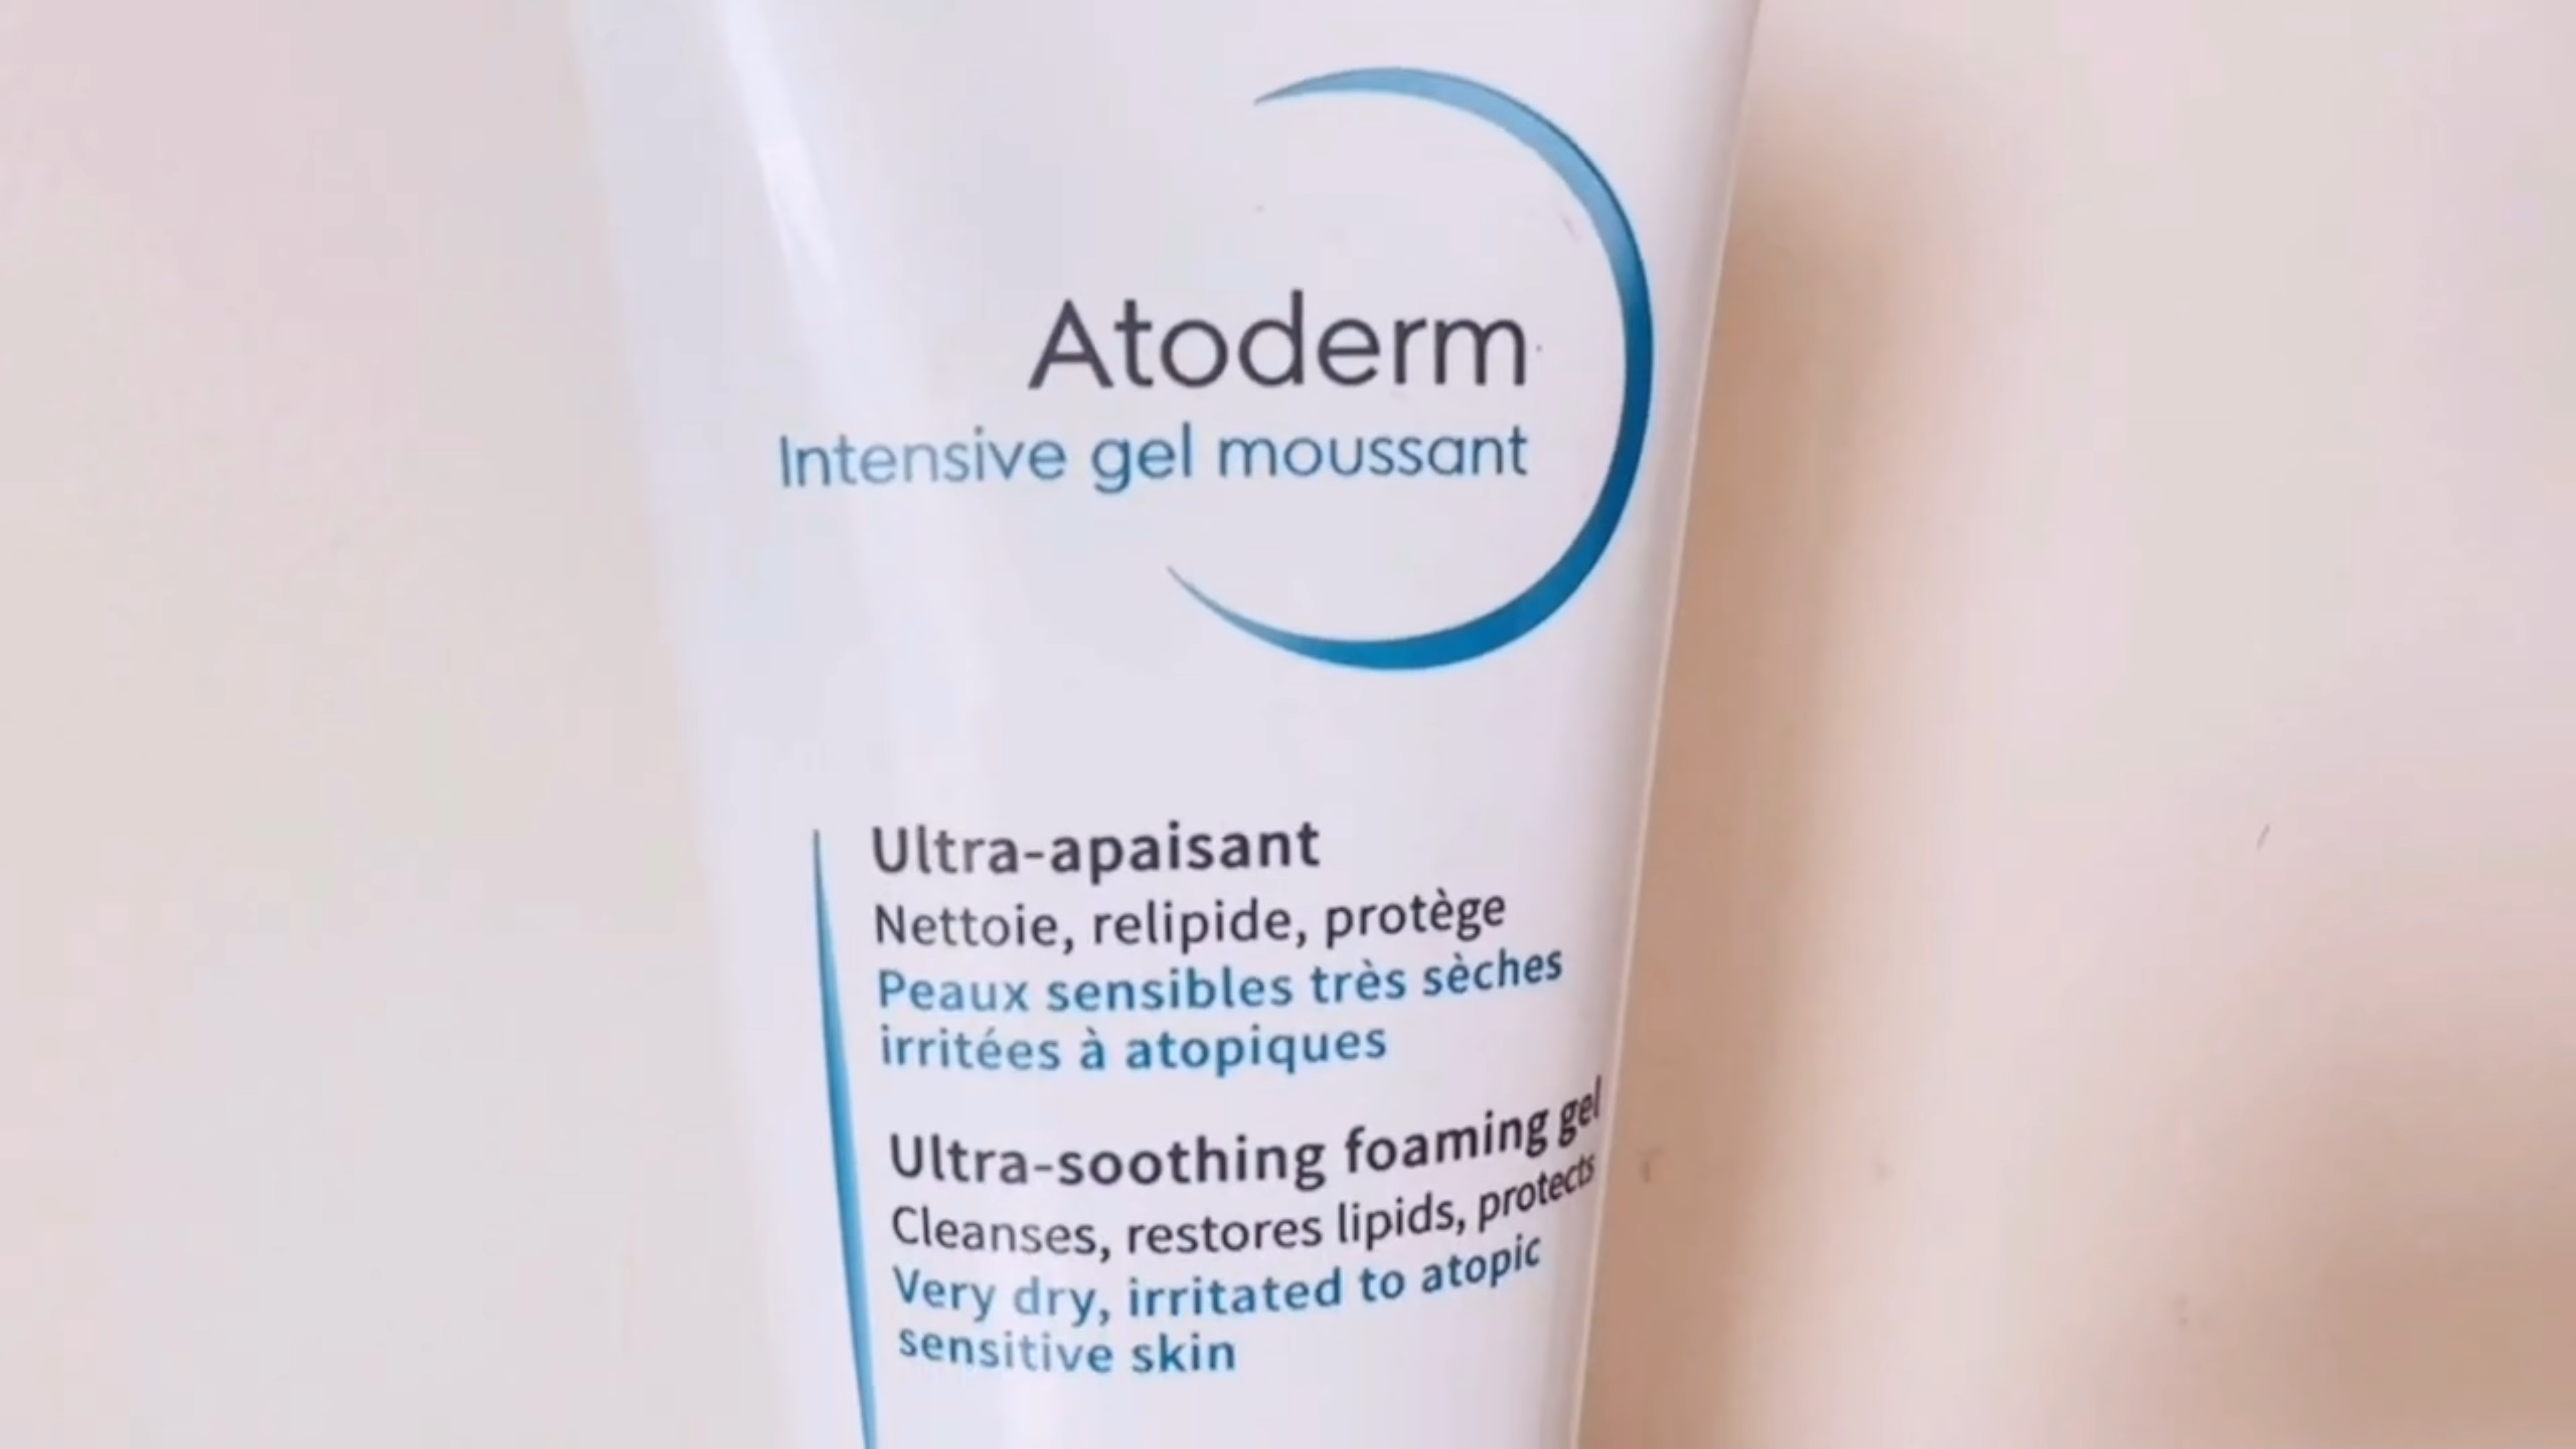 Atoderm
Intensive gel moussant
Ultra-apaisant
Nettoie, relipide, protège
Peaux sensibles très sèches
irritées à atopiques
Ultra-soothing foaming gel
Cleanses, restores lipids, protects
Very dry, irritated to atopic
sensitive skin